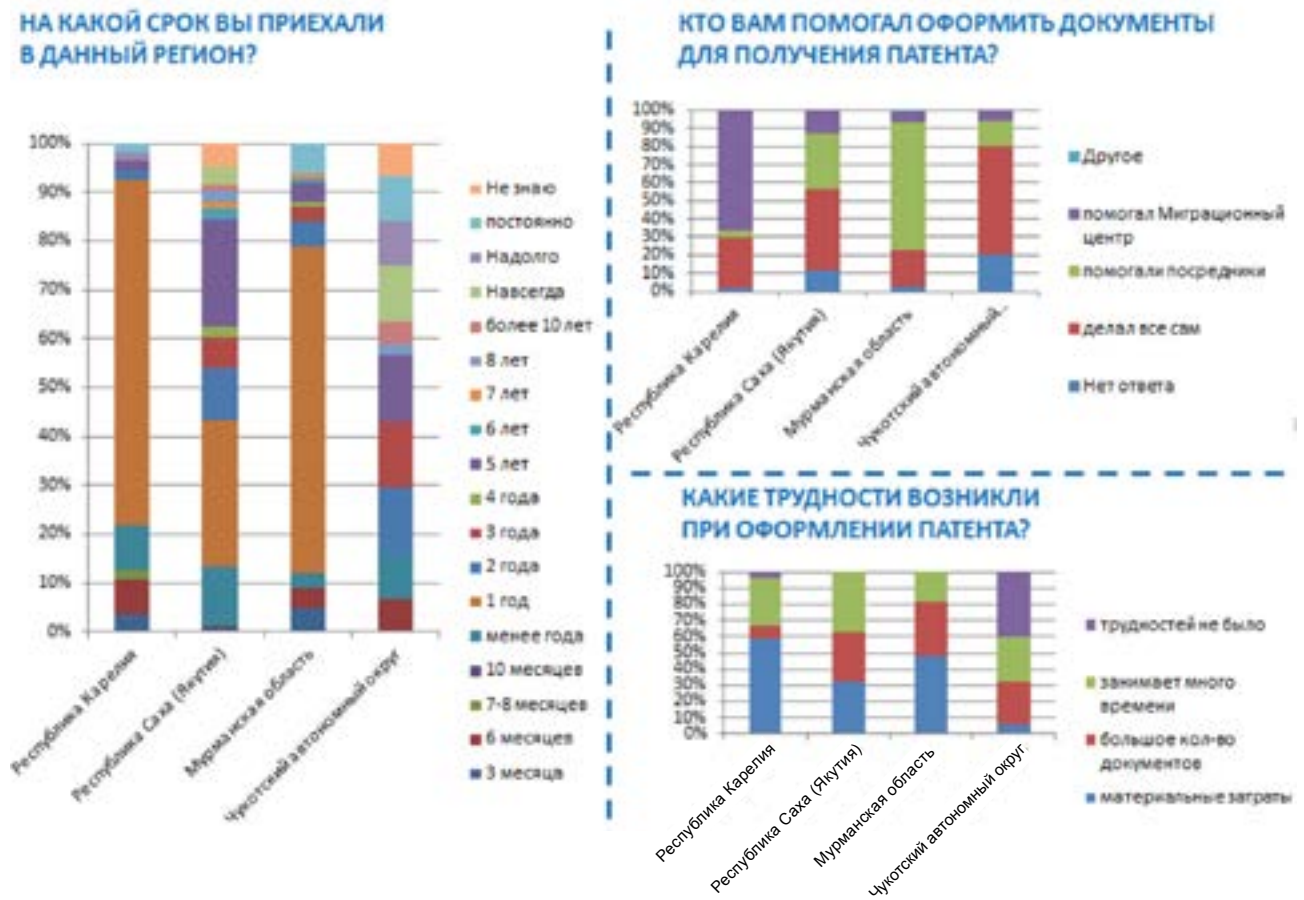 НА КАКОЙ СРОК ВЫ ПРИЕХАЛИ
В ДАННЫЙ РЕГИОН?
100%
90%
80%
70%
60%
50%
40%
30%
20%
10%
0%
Республика Карелия
Республика Саха (Якутия)
Мурманская область
Чукотский автономный округ
Не знаю
постоянно
Надолго
Навсегда
более 10 лет
8 лет
7 лет
6 лет
5 лет
4 года
3 года
2 года
1 год
менее года
10 месяцев
7-8 месяцев
6 месяцев
3 месяца
КТО ВАМ ПОМОГАЛ ОФОРМИТЬ ДОКУМЕНТЫ
ДЛЯ ПОЛУЧЕНИЯ ПАТЕНТА?
100%
90%
80%
70%
60%
50%
40%
30%
20%
10%
0%
Республика Карелия
Республика Саха (Якутия)
Мурманская область
Чукотский автономный...
Другое
помогал Миграционный
центр
помогали посредники
делал все сам
Нет ответа
КАКИЕ ТРУДНОСТИ ВОЗНИКЛИ
ПРИ ОФОРМЛЕНИИ ПАТЕНТА?
100%
90%
80%
70%
60%
50%
40%
30%
20%
10%
0%
Республика Карелия
Республика Саха (Якутия)
Мурманская область
Чукотский автономный округ
трудностей не было
занимает много
времени
большое кол-во
документов
материальные затраты